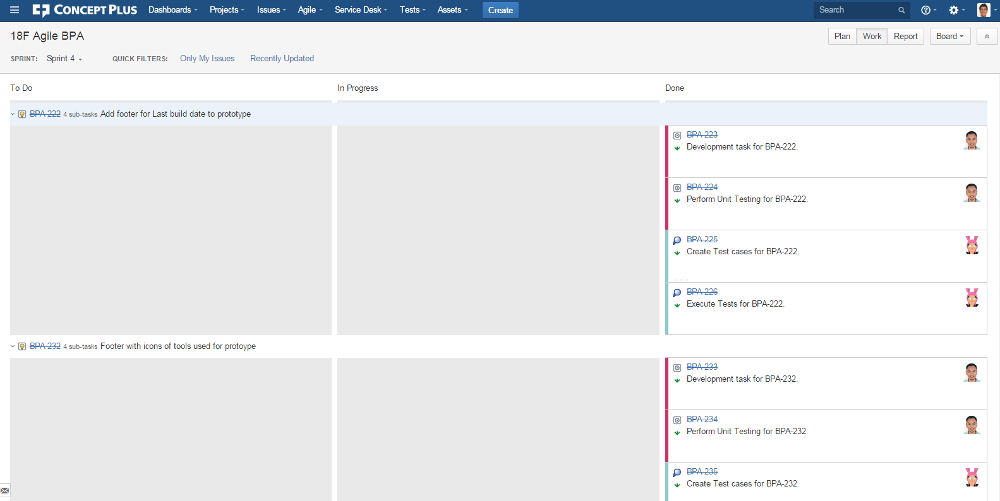 CONCEPT PLUS Dashboards Projects Issues Agile Service Desk Tests Assets Create Search
18F Agile BPA
Plan Work Report Board
SPRINT: Sprint 4 QUICK FILTERS: Only My Issues Recently Updated
To Do In Progress Done
BPA-222 4 sub-tasks Add footer for Last build date to prototype
BPA-223
Development task for BPA-222.
BPA-224
Perform Unit Testing for BPA-222.
BPA-225
Create Test cases for BPA-222.
BPA-226
Execute Tests for BPA-222.
BPA-232 4 sub-tasks Footer with icons of tools used for protoype
BPA-233
Development task for BPA-232.
BPA-234
Perform Unit Testing for BPA-232.
BPA-235
Create Test cases for BPA-232.